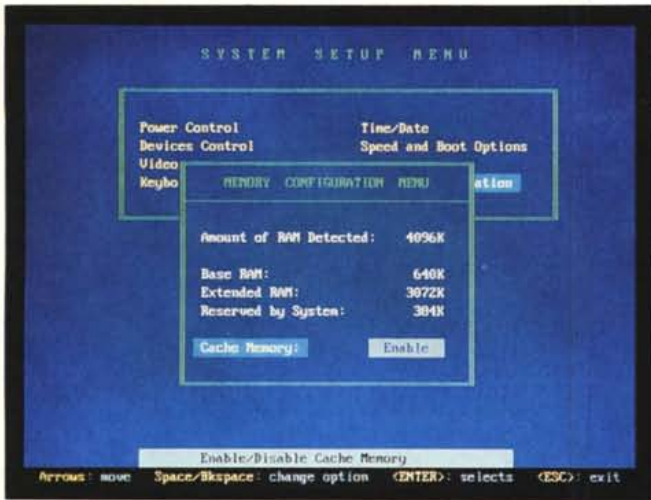 SYSTEM SETUP MENU
Power Control Time/Date
Devices Control Speed and Boot Options
Video
Keybo ation
MEMORY CONFIGURATION MENU
Amount of RAM Detected: 4096K
Base RAM: 640K
Extended RAM: 3072K
Reserved by System: 384K
Cache Memory: Enable
Enable/Disable Cache Memory
Arrows: move Space/Bkspace: change option <ENTER>: selects <ESC>: exit